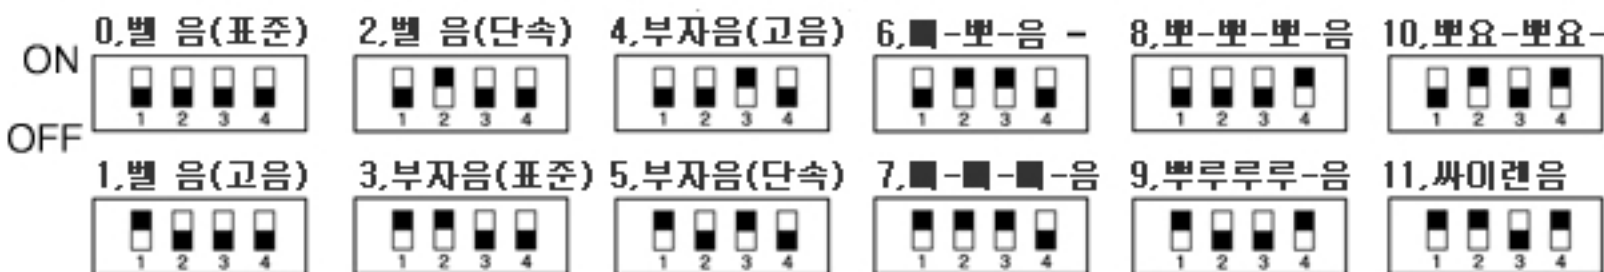 0,벨 음(표준) 2,벨 음(단속) 4,부자음(고음) 6,■-뽀-음 - 8,뽀-뽀-뽀-음 10,뽀요-뽀요-
ON
1 2 3 4 1 2 3 4 1 2 3 4 1 2 3 4 1 2 3 4 1 2 3 4
OFF
1,벨 음(고음) 3,부자음(표준) 5,부자음(단속) 7,■-■-■-음 9,뿌루루루-음 11,싸이렌음
1 2 3 4 1 2 3 4 1 2 3 4 1 2 3 4 1 2 3 4 1 2 3 4